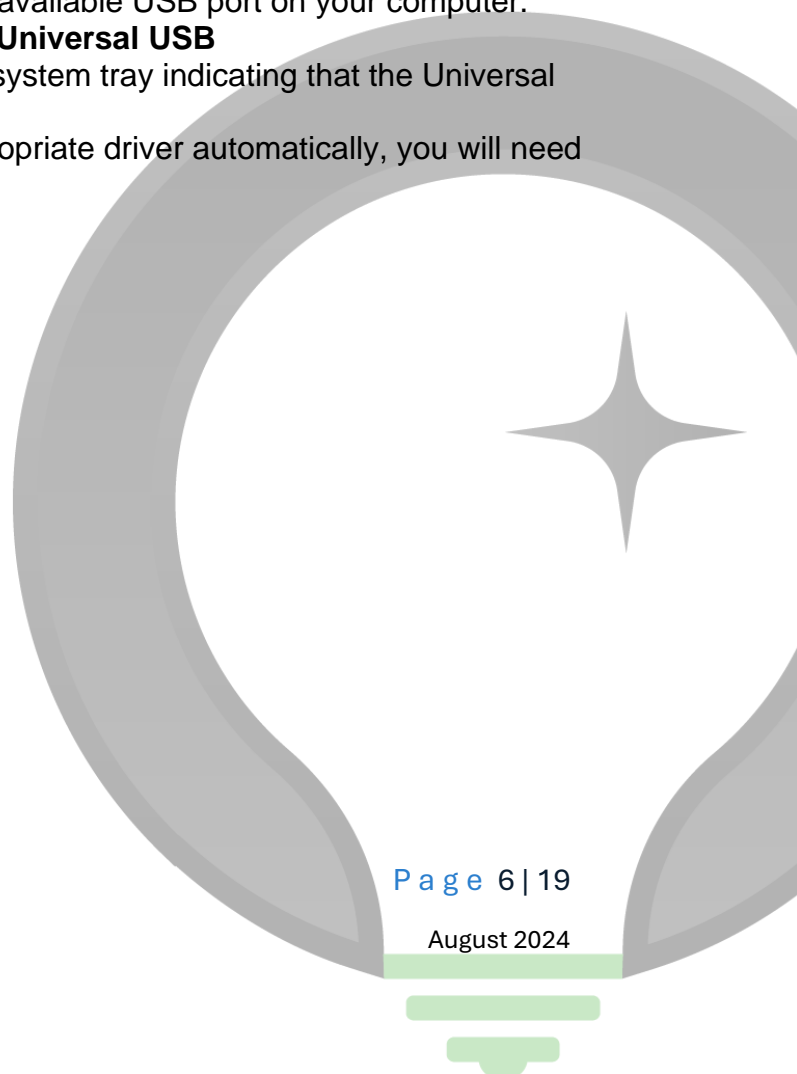 available USB port on your computer.
Universal USB
system tray indicating that the Universal
opriate driver automatically, you will need
Page 6 | 19
August 2024